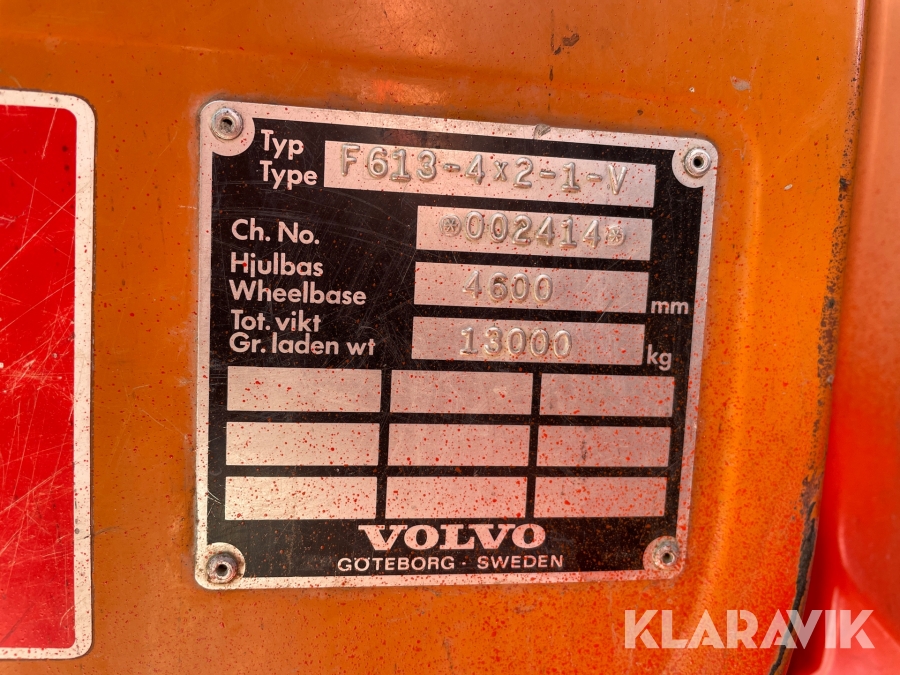 Typ
Type F613-4x2-1-V
Ch. No. *002414*
Hjulbas
Wheelbase 4600 mm
Tot. vikt
Gr. laden wt 13000 kg
VOLVO
GÖTEBORG - SWEDEN
KLARAVIK